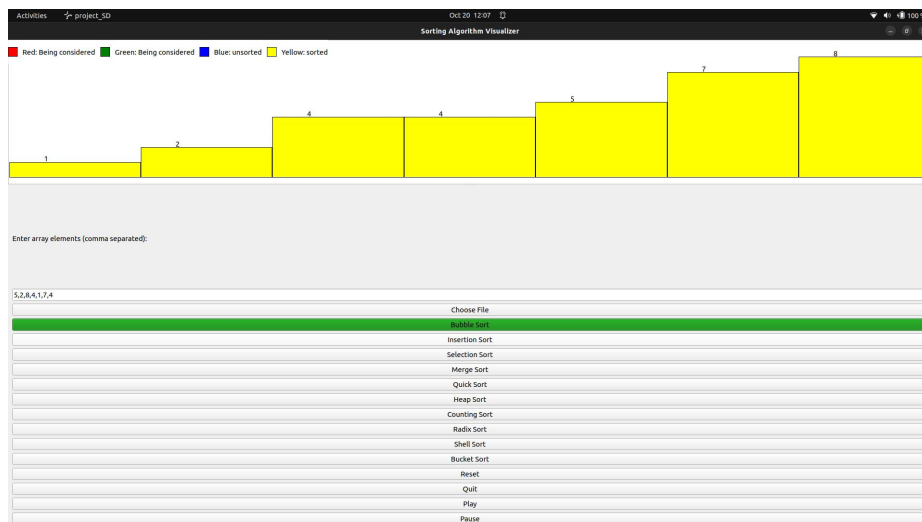 Activities project_SD Oct 20 12:07 100 %
Sorting Algorithm Visualizer
Red: Being considered Green: Being considered Blue: unsorted Yellow: sorted
8
7
5
4 4
2
1
Enter array elements (comma separated):
5,2,8,4,1,7,4
Choose File
Bubble Sort
Insertion Sort
Selection Sort
Merge Sort
Quick Sort
Heap Sort
Counting Sort
Radix Sort
Shell Sort
Bucket Sort
Reset
Quit
Play
Pause